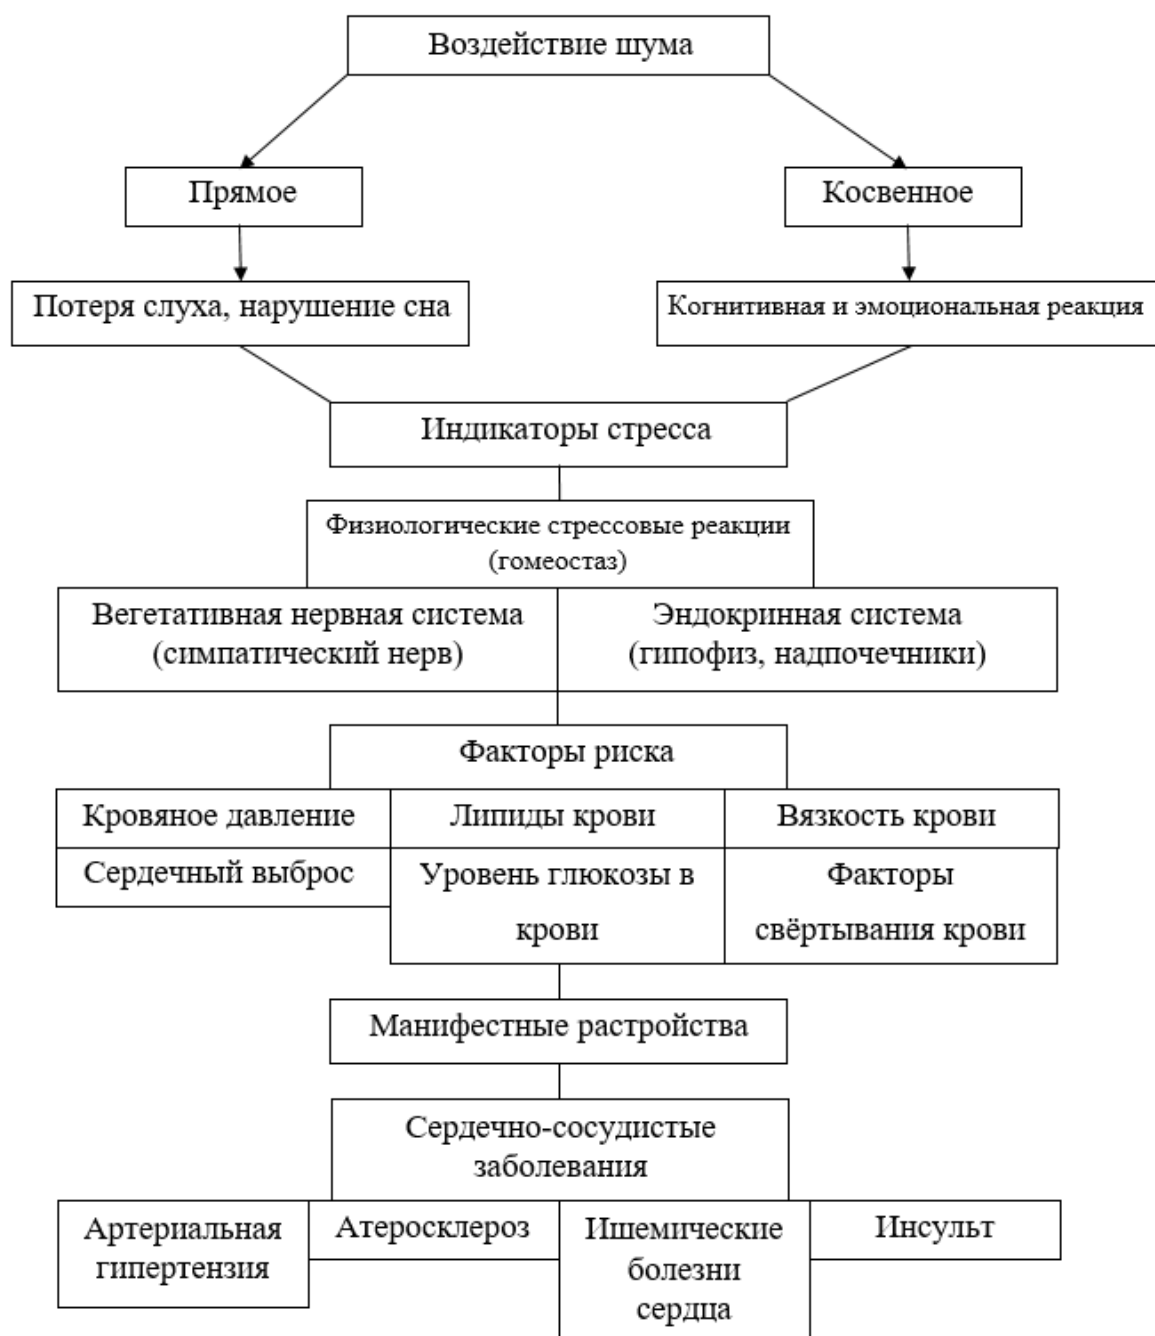 Воздействие шума
Прямое
Косвенное
Потеря слуха, нарушение сна
Когнитивная и эмоциональная реакция
Индикаторы стресса
Физиологические стрессовые реакции
(гомеостаз)
Вегетативная нервная система
(симпатический нерв)
Эндокринная система
(гипофиз, надпочечники)
Факторы риска
Кровяное давление
Липиды крови
Вязкость крови
Сердечный выброс
Уровень глюкозы в
крови
Факторы
свёртывания крови
Манифестные растройства
Сердечно-сосудистые
заболевания
Артериальная
гипертензия
Атеросклероз
Ишемические
болезни
сердца
Инсульт